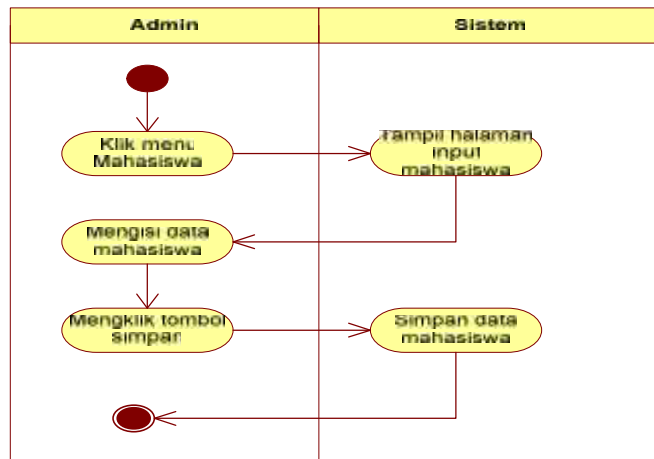 Admin
Sistem
Klik menu
Mahasiswa
Tampil halaman
input
mahasiswa
Mengisi data
mahasiswa
Mengklik tombol
simpan
Simpan data
mahasiswa